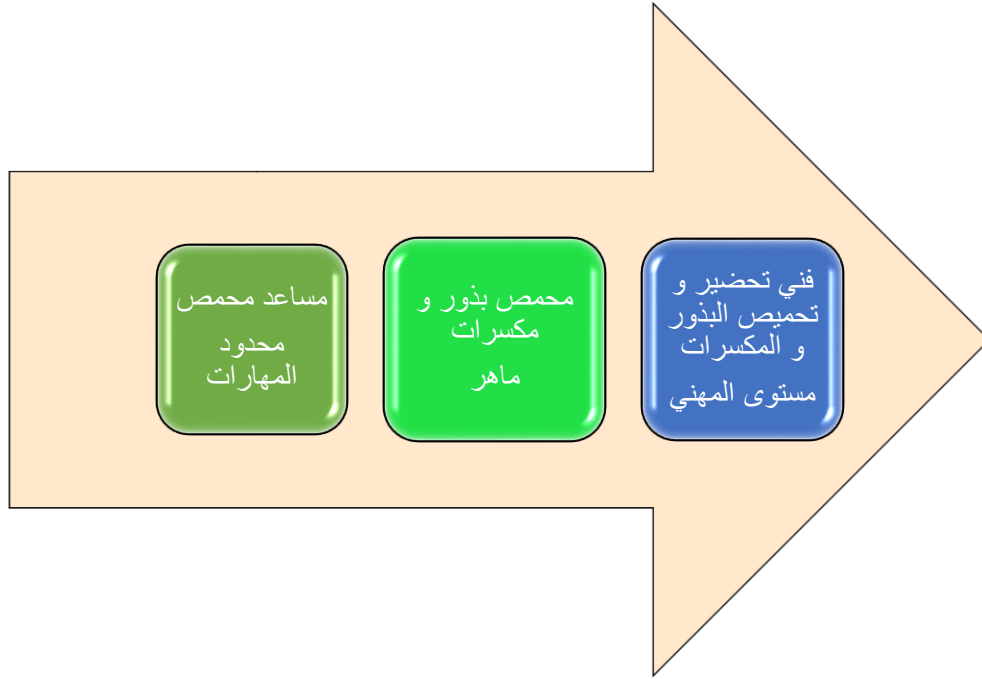 مساعد محمص
محدود
المهارات
محمص بذور و
مكسرات
ماهر
فني تحضير و
تحميص البذور
و المكسرات
مستوى المهني